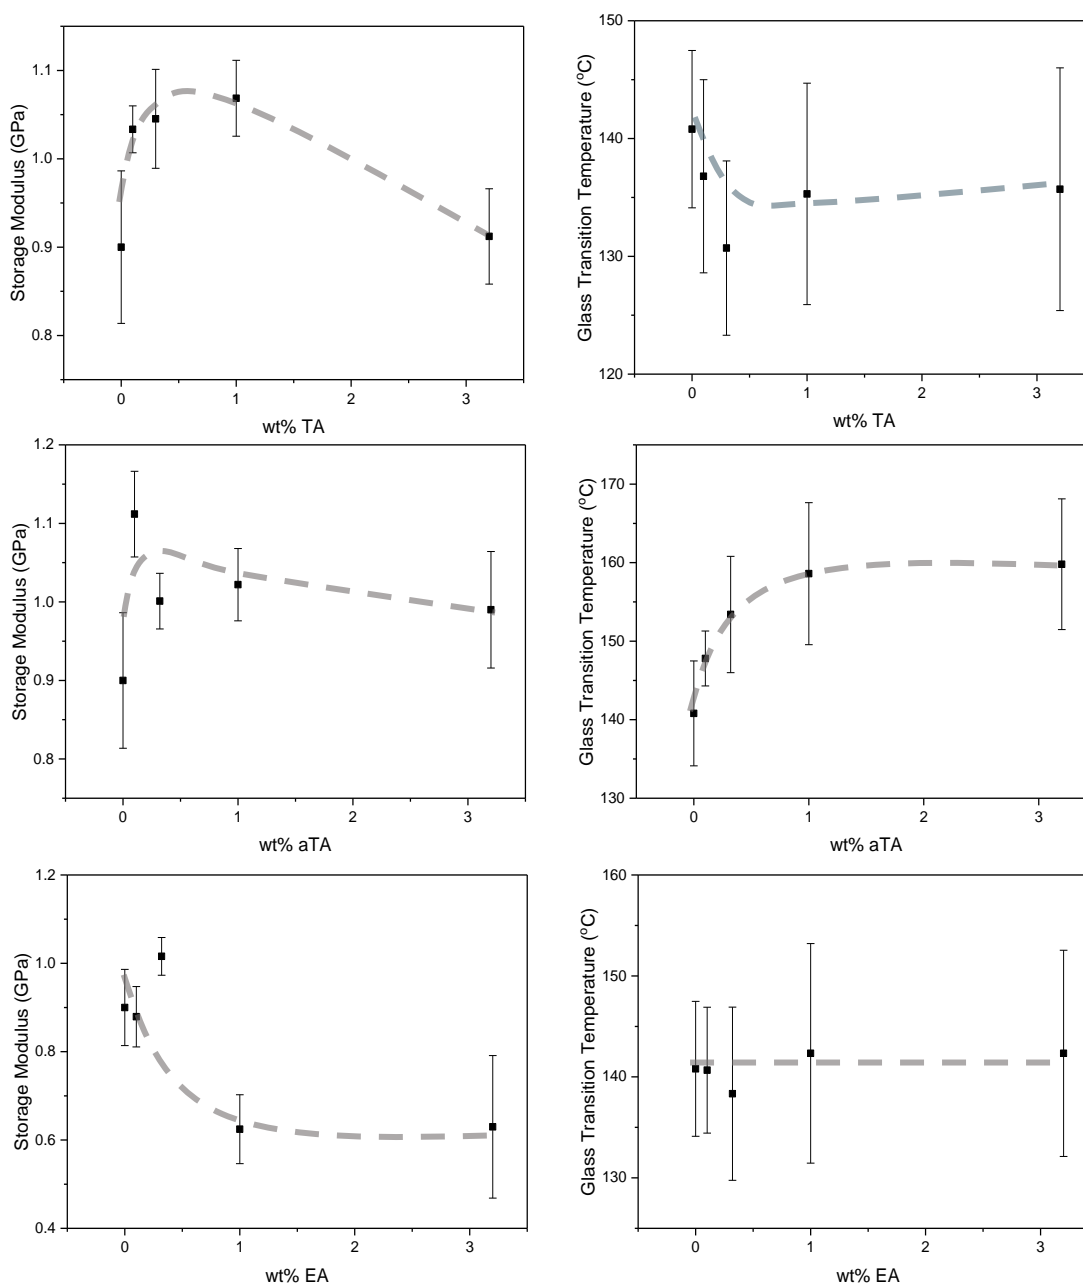 1.1
1.0
0.9
0.8
0 1 2 3
Storage Modulus (GPa)
wt% TA
150
140
130
120
0 1 2 3
Glass Transition Temperature (°C)
wt% TA
1.2
1.1
1.0
0.9
0.8
0 1 2 3
Storage Modulus (GPa)
wt% aTA
170
160
150
140
130
0 1 2 3
Glass Transition Temperature (°C)
wt% aTA
1.2
1.0
0.8
0.6
0.4
0 1 2 3
Storage Modulus (GPa)
wt% EA
160
150
140
130
0 1 2 3
Glass Transition Temperature (°C)
wt% EA